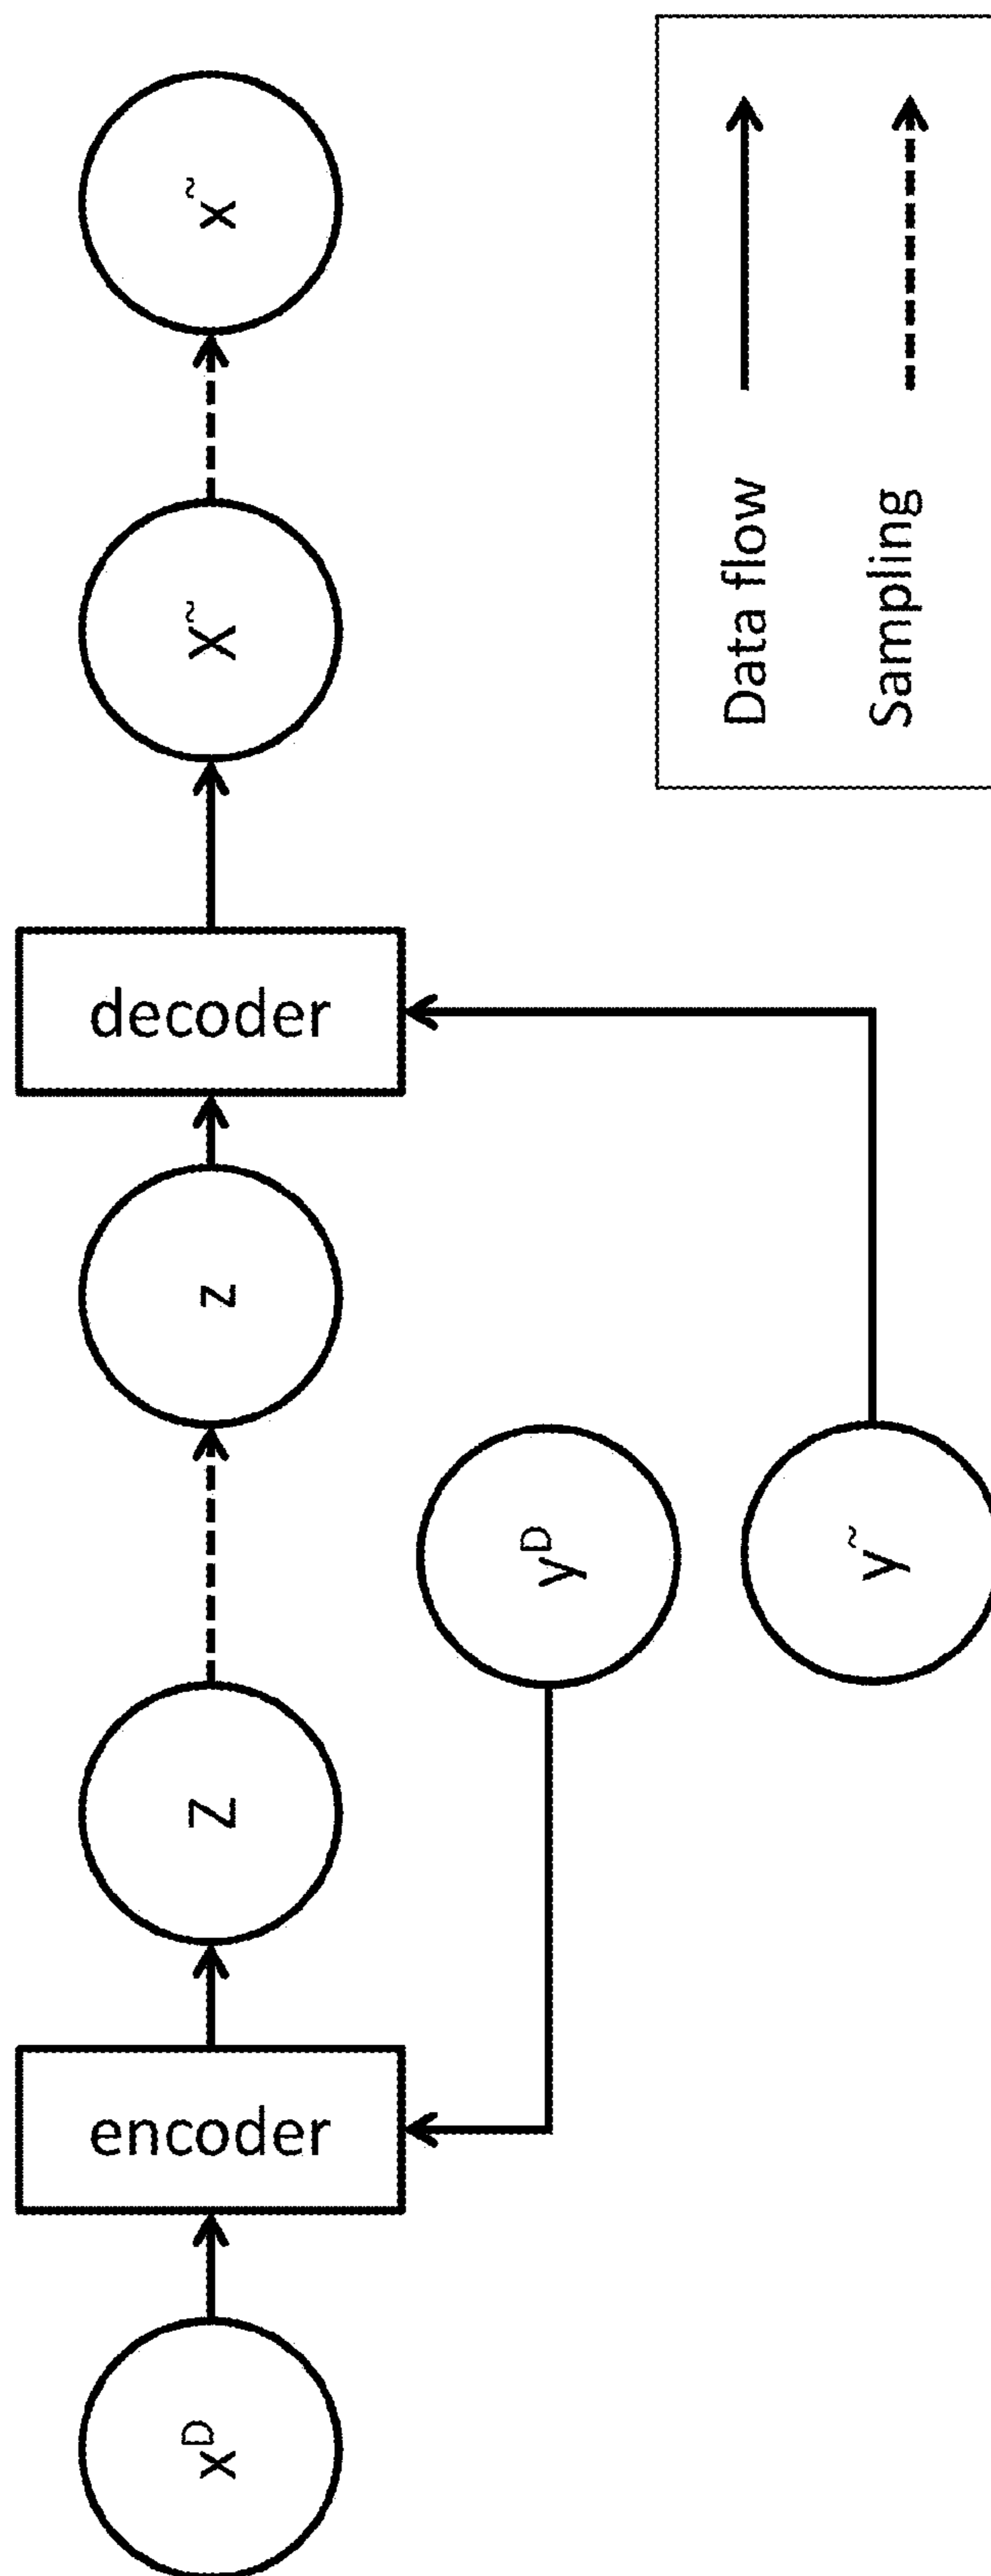 x^D
encoder
Z
z
decoder
X^~
x^~
y^D
y^~
Data flow
Sampling